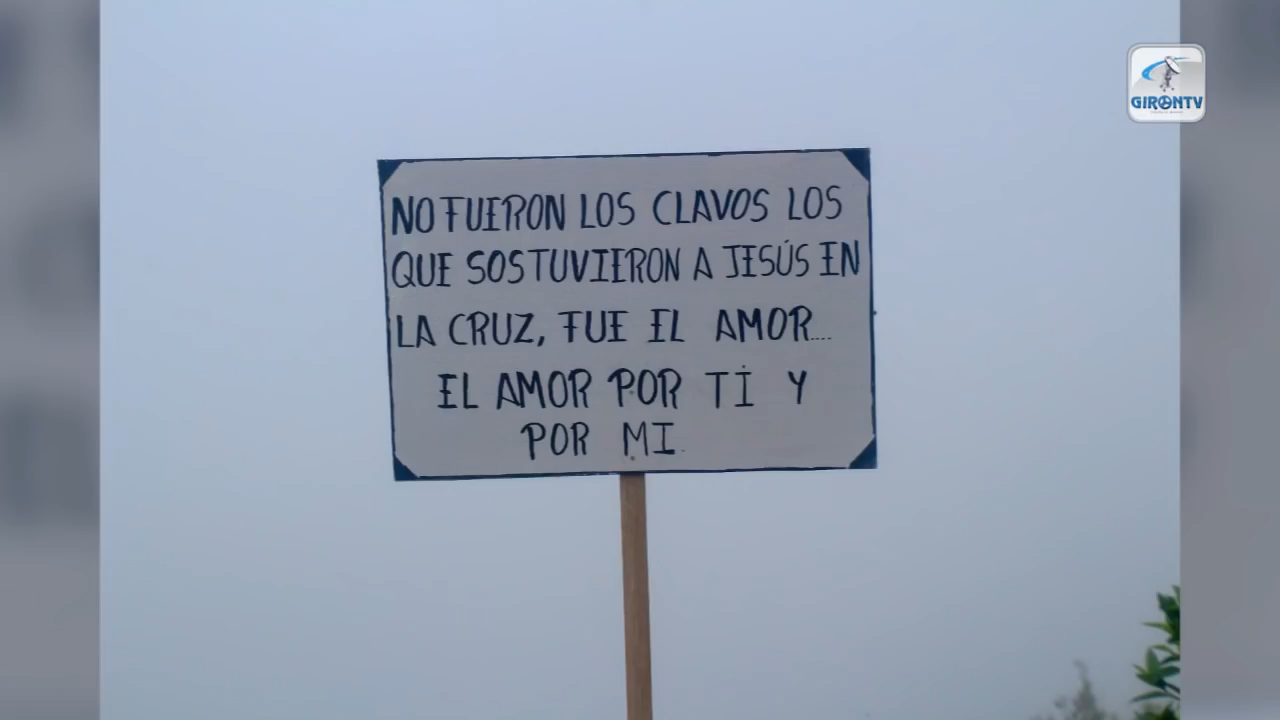 NO FUERON LOS CLAVOS LOS
QUE SOSTUVIERON A JESÚS EN
LA CRUZ, FUE EL AMOR....
EL AMOR POR TI Y
POR MI.
GIRONTV